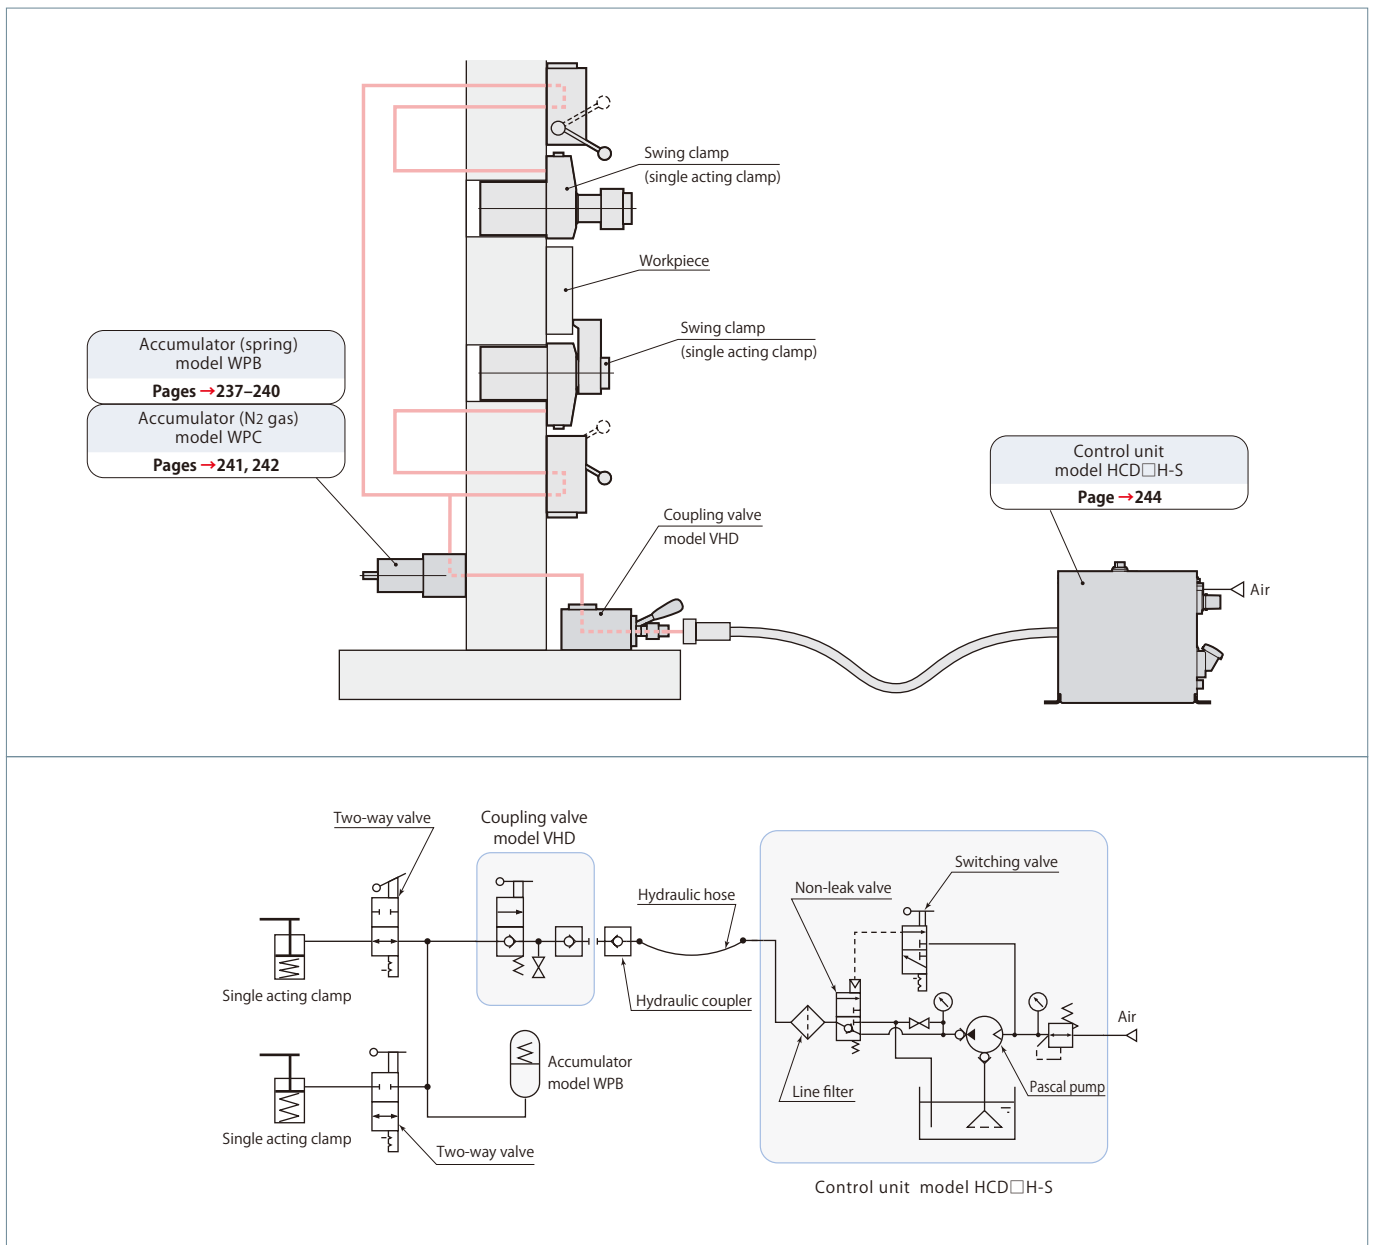 Swing clamp
(single acting clamp)
Workpiece
Swing clamp
(single acting clamp)
Accumulator (spring)
model WPB
Pages →237–240
Accumulator (N2 gas)
model WPC
Pages →241, 242
Control unit
model HCD□H-S
Page →244
Coupling valve
model VHD
Air
Two-way valve
Coupling valve
model VHD
Switching valve
Non-leak valve
Hydraulic hose
Single acting clamp
Hydraulic coupler
Air
Accumulator
model WPB
Line filter
Pascal pump
Single acting clamp
Two-way valve
Control unit model HCD□H-S